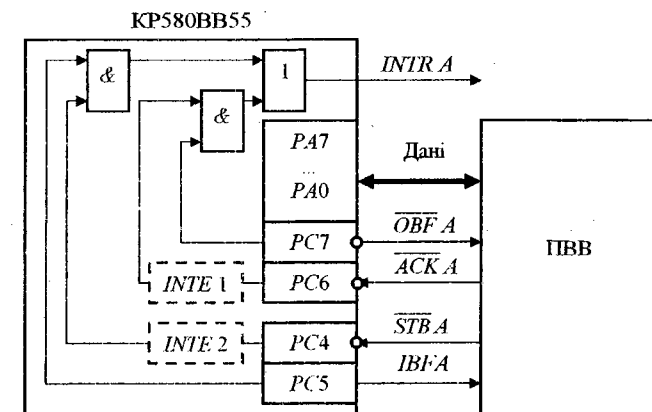 КР580ВВ55
&
1
INTR A
&
PA7
...
PA0
Дані
PC7
OBF A
ПВВ
INTE 1
PC6
ACK A
INTE 2
PC4
STB A
PC5
IBFA